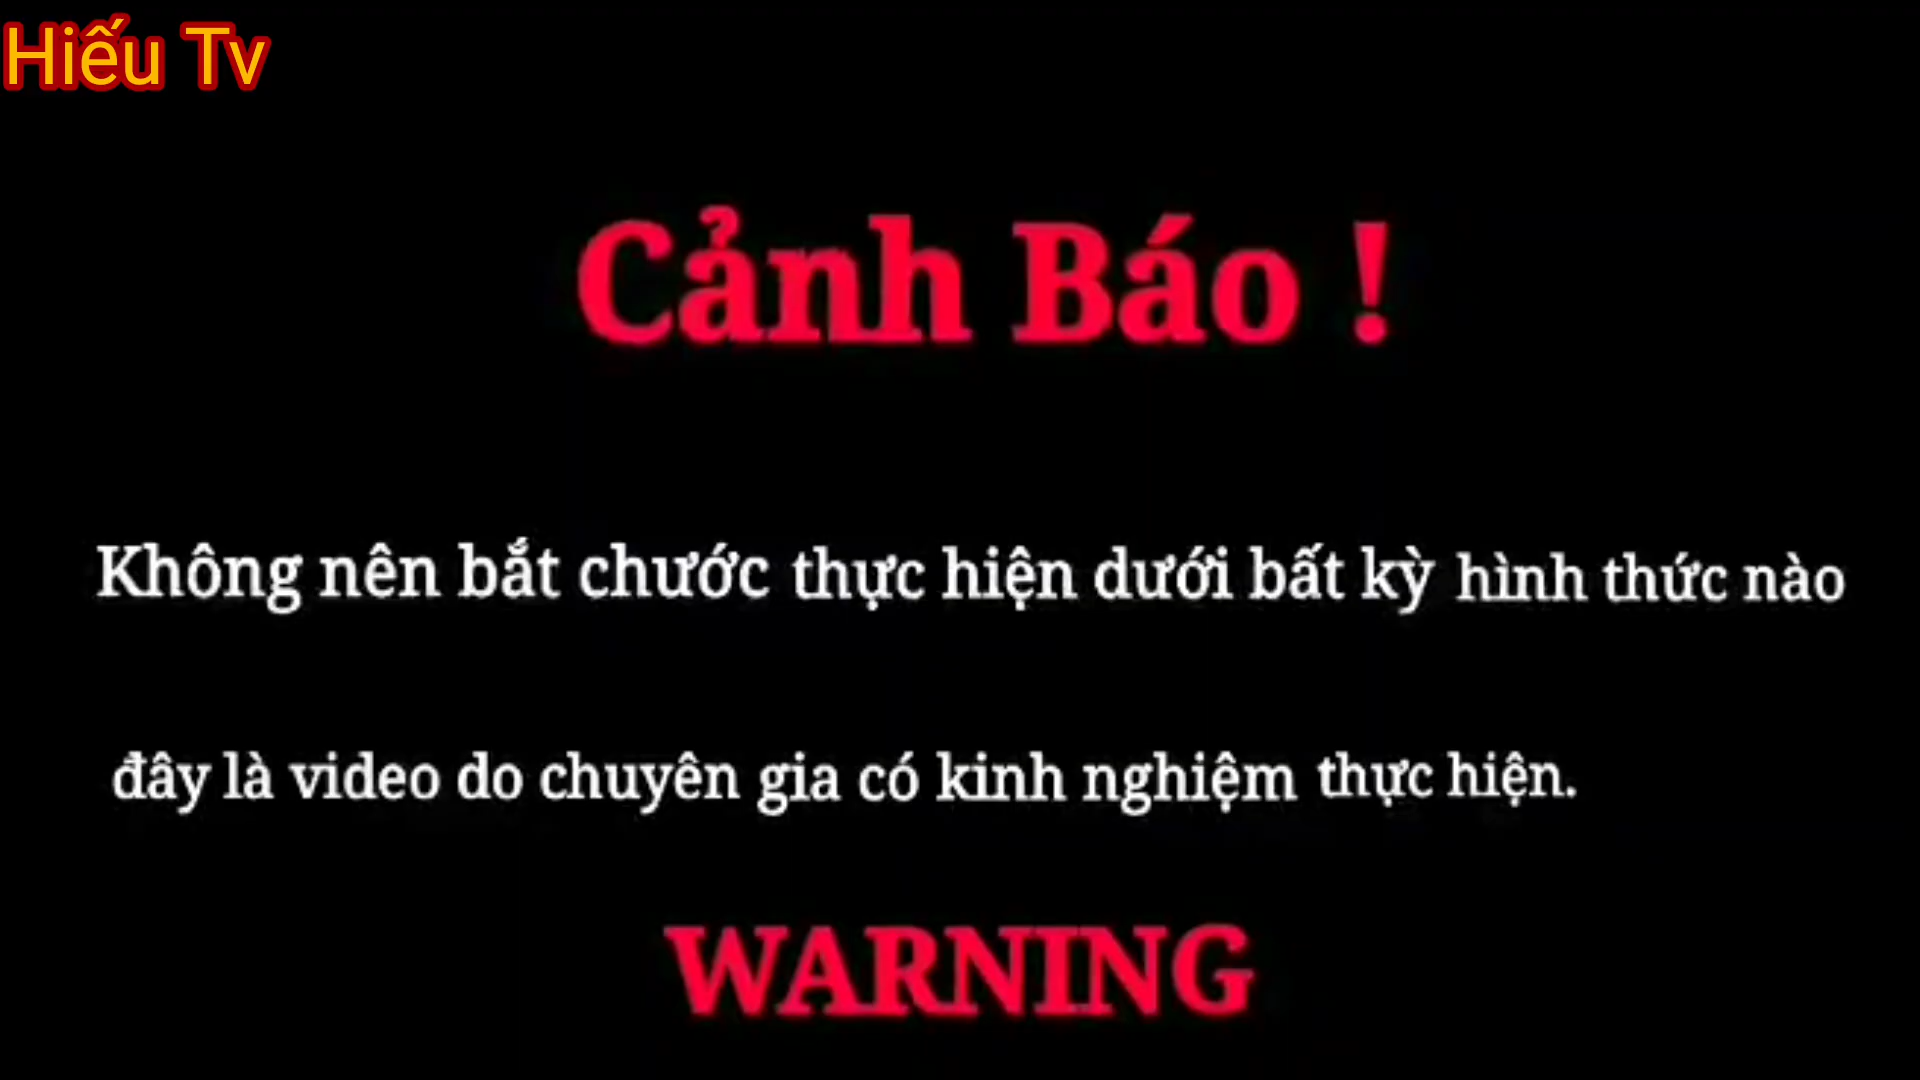 Hiếu Tv
Cảnh Báo !
Không nên bắt chước thực hiện dưới bất kỳ hình thức nào
đây là video do chuyên gia có kinh nghiệm thực hiện.
WARNING